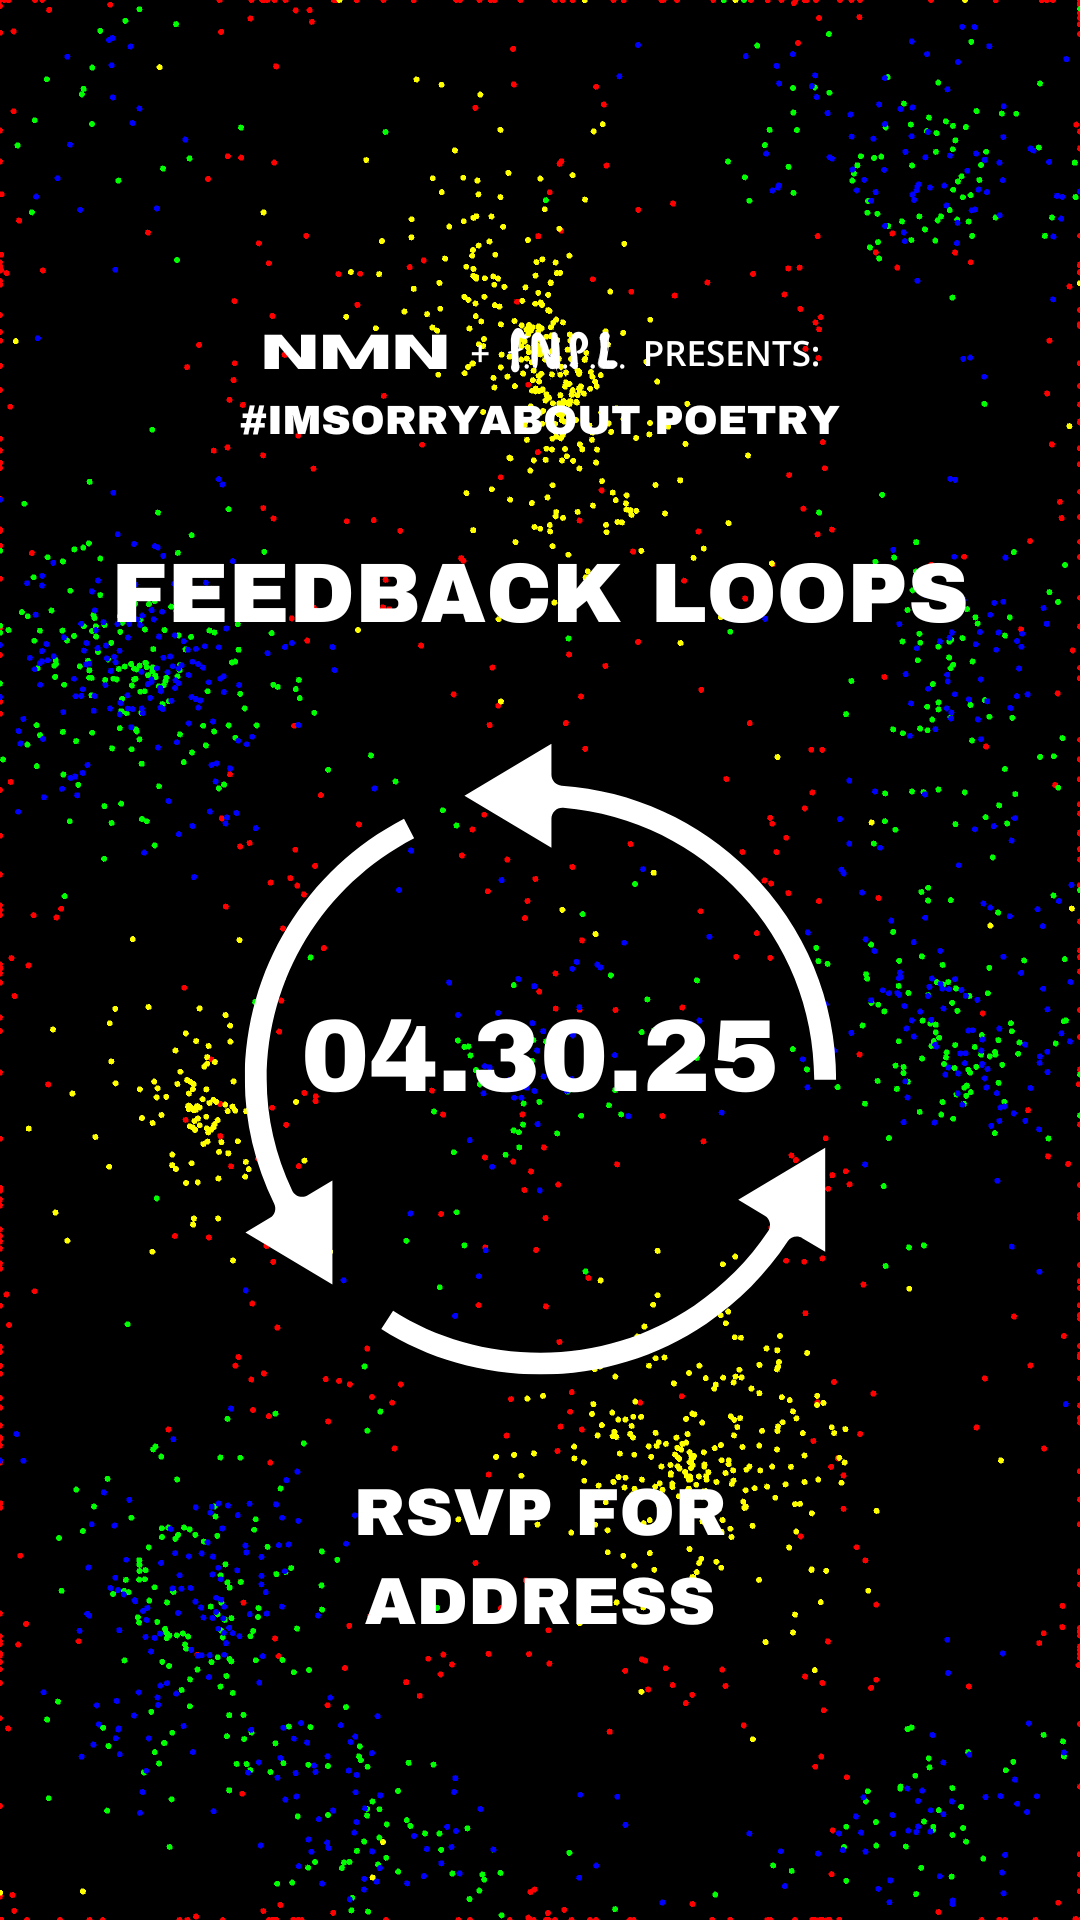 NMN + F.N.P.L. PRESENTS:
#IMSORRYABOUT POETRY
FEEDBACK LOOPS
04.30.25
RSVP FOR
ADDRESS